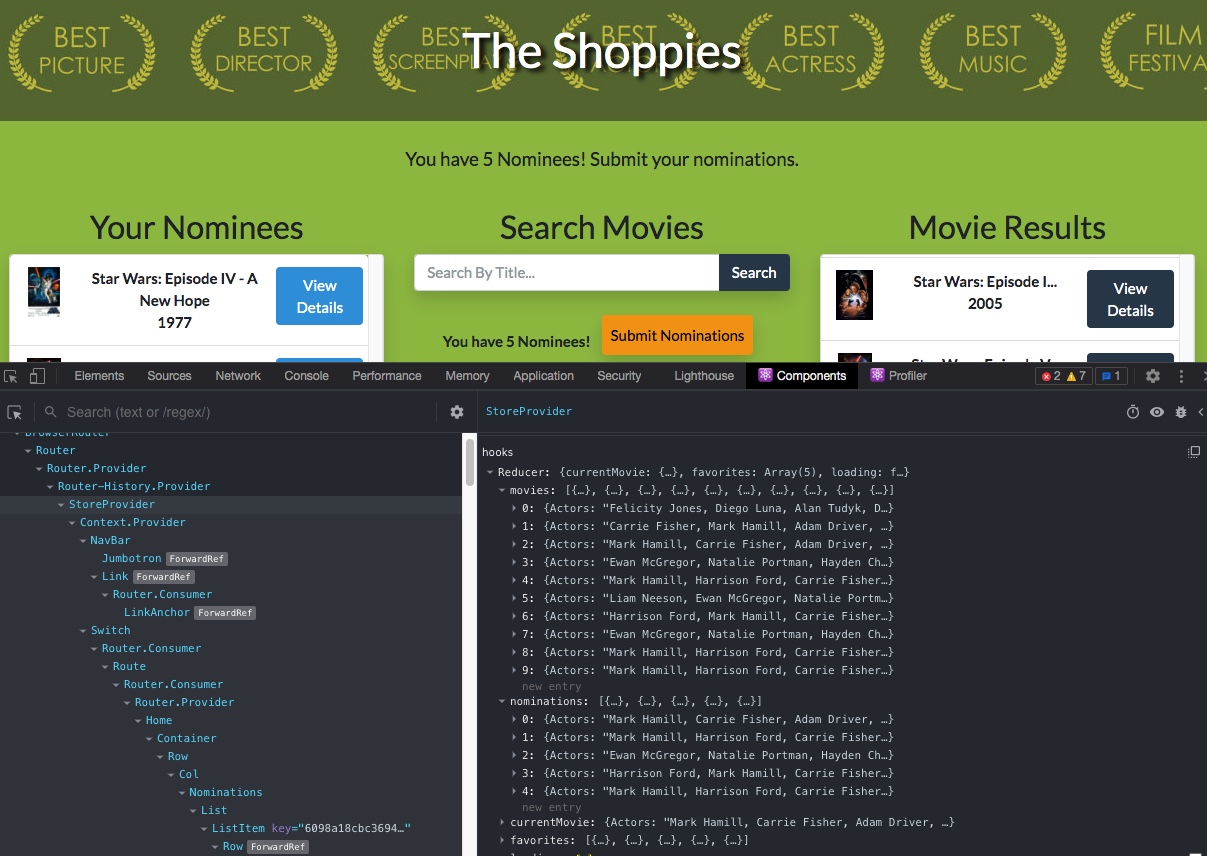 BEST PICTURE
BEST DIRECTOR
BEST
BEST
BEST ACTRESS
BEST MUSIC
FILM
The Shoppies
You have 5 Nominees! Submit your nominations.
Your Nominees
Search Movies
Movie Results
Star Wars: Episode IV - A
New Hope
1977
View
Details
Search By Title...
Search
You have 5 Nominees!
Submit Nominations
Star Wars: Episode I...
2005
View
Details
Elements Sources Network Console Performance Memory Application Security Lighthouse Components Profiler 2 7 1
Search (text or /regex/)
StoreProvider
BrowserRouter
Router
Router.Provider
Router-History.Provider
StoreProvider
Context.Provider
NavBar
Jumbotron ForwardRef
Link ForwardRef
Router.Consumer
LinkAnchor ForwardRef
Switch
Router.Consumer
Route
Router.Consumer
Router.Provider
Home
Container
Row
Col
Nominations
List
ListItem key="6098a18cbc3694…"
Row ForwardRef
hooks
Reducer: {currentMovie: {…}, favorites: Array(5), loading: f…}
movies: [{…}, {…}, {…}, {…}, {…}, {…}, {…}, {…}, {…}, {…}]
0: {Actors: "Felicity Jones, Diego Luna, Alan Tudyk, D…}
1: {Actors: "Carrie Fisher, Mark Hamill, Adam Driver, …}
2: {Actors: "Mark Hamill, Carrie Fisher, Adam Driver, …}
3: {Actors: "Ewan McGregor, Natalie Portman, Hayden Ch…}
4: {Actors: "Mark Hamill, Harrison Ford, Carrie Fisher…}
5: {Actors: "Liam Neeson, Ewan McGregor, Natalie Portm…}
6: {Actors: "Harrison Ford, Mark Hamill, Carrie Fisher…}
7: {Actors: "Ewan McGregor, Natalie Portman, Hayden Ch…}
8: {Actors: "Mark Hamill, Harrison Ford, Carrie Fisher…}
9: {Actors: "Mark Hamill, Harrison Ford, Carrie Fisher…}
new entry
nominations: [{…}, {…}, {…}, {…}, {…}]
0: {Actors: "Mark Hamill, Carrie Fisher, Adam Driver, …}
1: {Actors: "Mark Hamill, Harrison Ford, Carrie Fisher…}
2: {Actors: "Ewan McGregor, Natalie Portman, Hayden Ch…}
3: {Actors: "Harrison Ford, Mark Hamill, Carrie Fisher…}
4: {Actors: "Mark Hamill, Harrison Ford, Carrie Fisher…}
new entry
currentMovie: {Actors: "Mark Hamill, Carrie Fisher, Adam Driver, …}
favorites: [{…}, {…}, {…}, {…}, {…}]